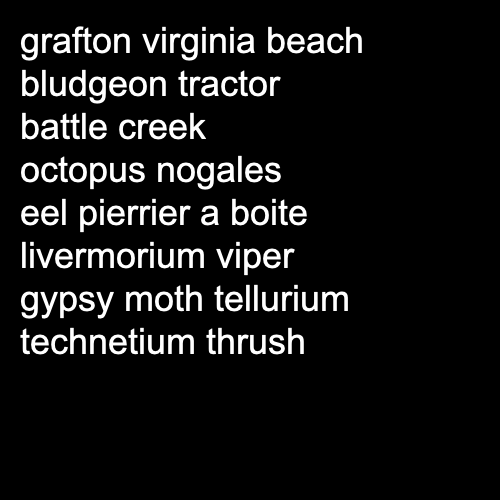 grafton virginia beach
bludgeon tractor
battle creek
octopus nogales
eel pierrier a boite
livermorium viper
gypsy moth tellurium
technetium thrush